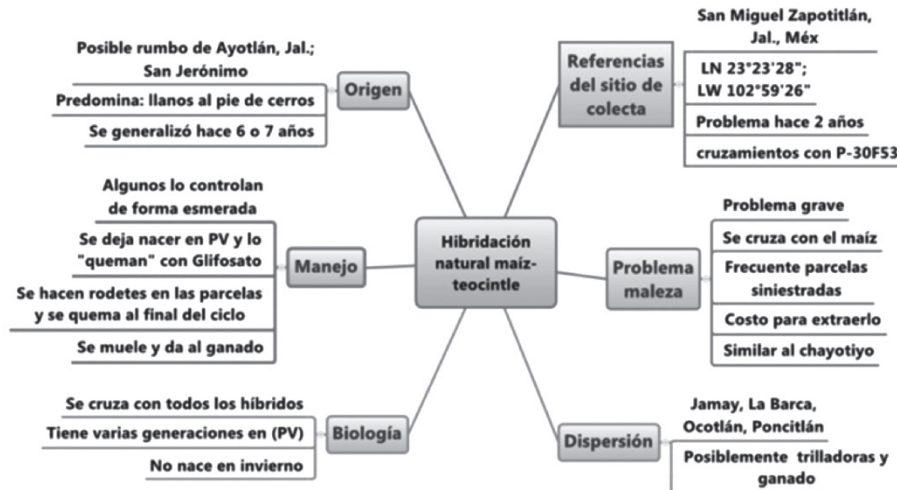 Hibridación
natural maíz-
teocintle
Origen
Posible rumbo de Ayotlán, Jal.;
San Jerónimo
Predomina: llanos al pie de cerros
Se generalizó hace 6 o 7 años
Manejo
Algunos lo controlan
de forma esmerada
Se deja nacer en PV y lo
"queman" con Glifosato
Se hacen rodetes en las parcelas
y se quema al final del ciclo
Se muele y da al ganado
Biología
Se cruza con todos los híbridos
Tiene varias generaciones en (PV)
No nace en invierno
Referencias
del sitio de
colecta
San Miguel Zapotitlán,
Jal., Méx
LN 23°23'28";
LW 102°59'26"
Problema hace 2 años
cruzamientos con P-30F53
Problema
maleza
Problema grave
Se cruza con el maíz
Frecuente parcelas
siniestradas
Costo para extraerlo
Similar al chayotiyo
Dispersión
Jamay, La Barca,
Ocotlán, Poncitlán
Posiblemente trilladoras y
ganado